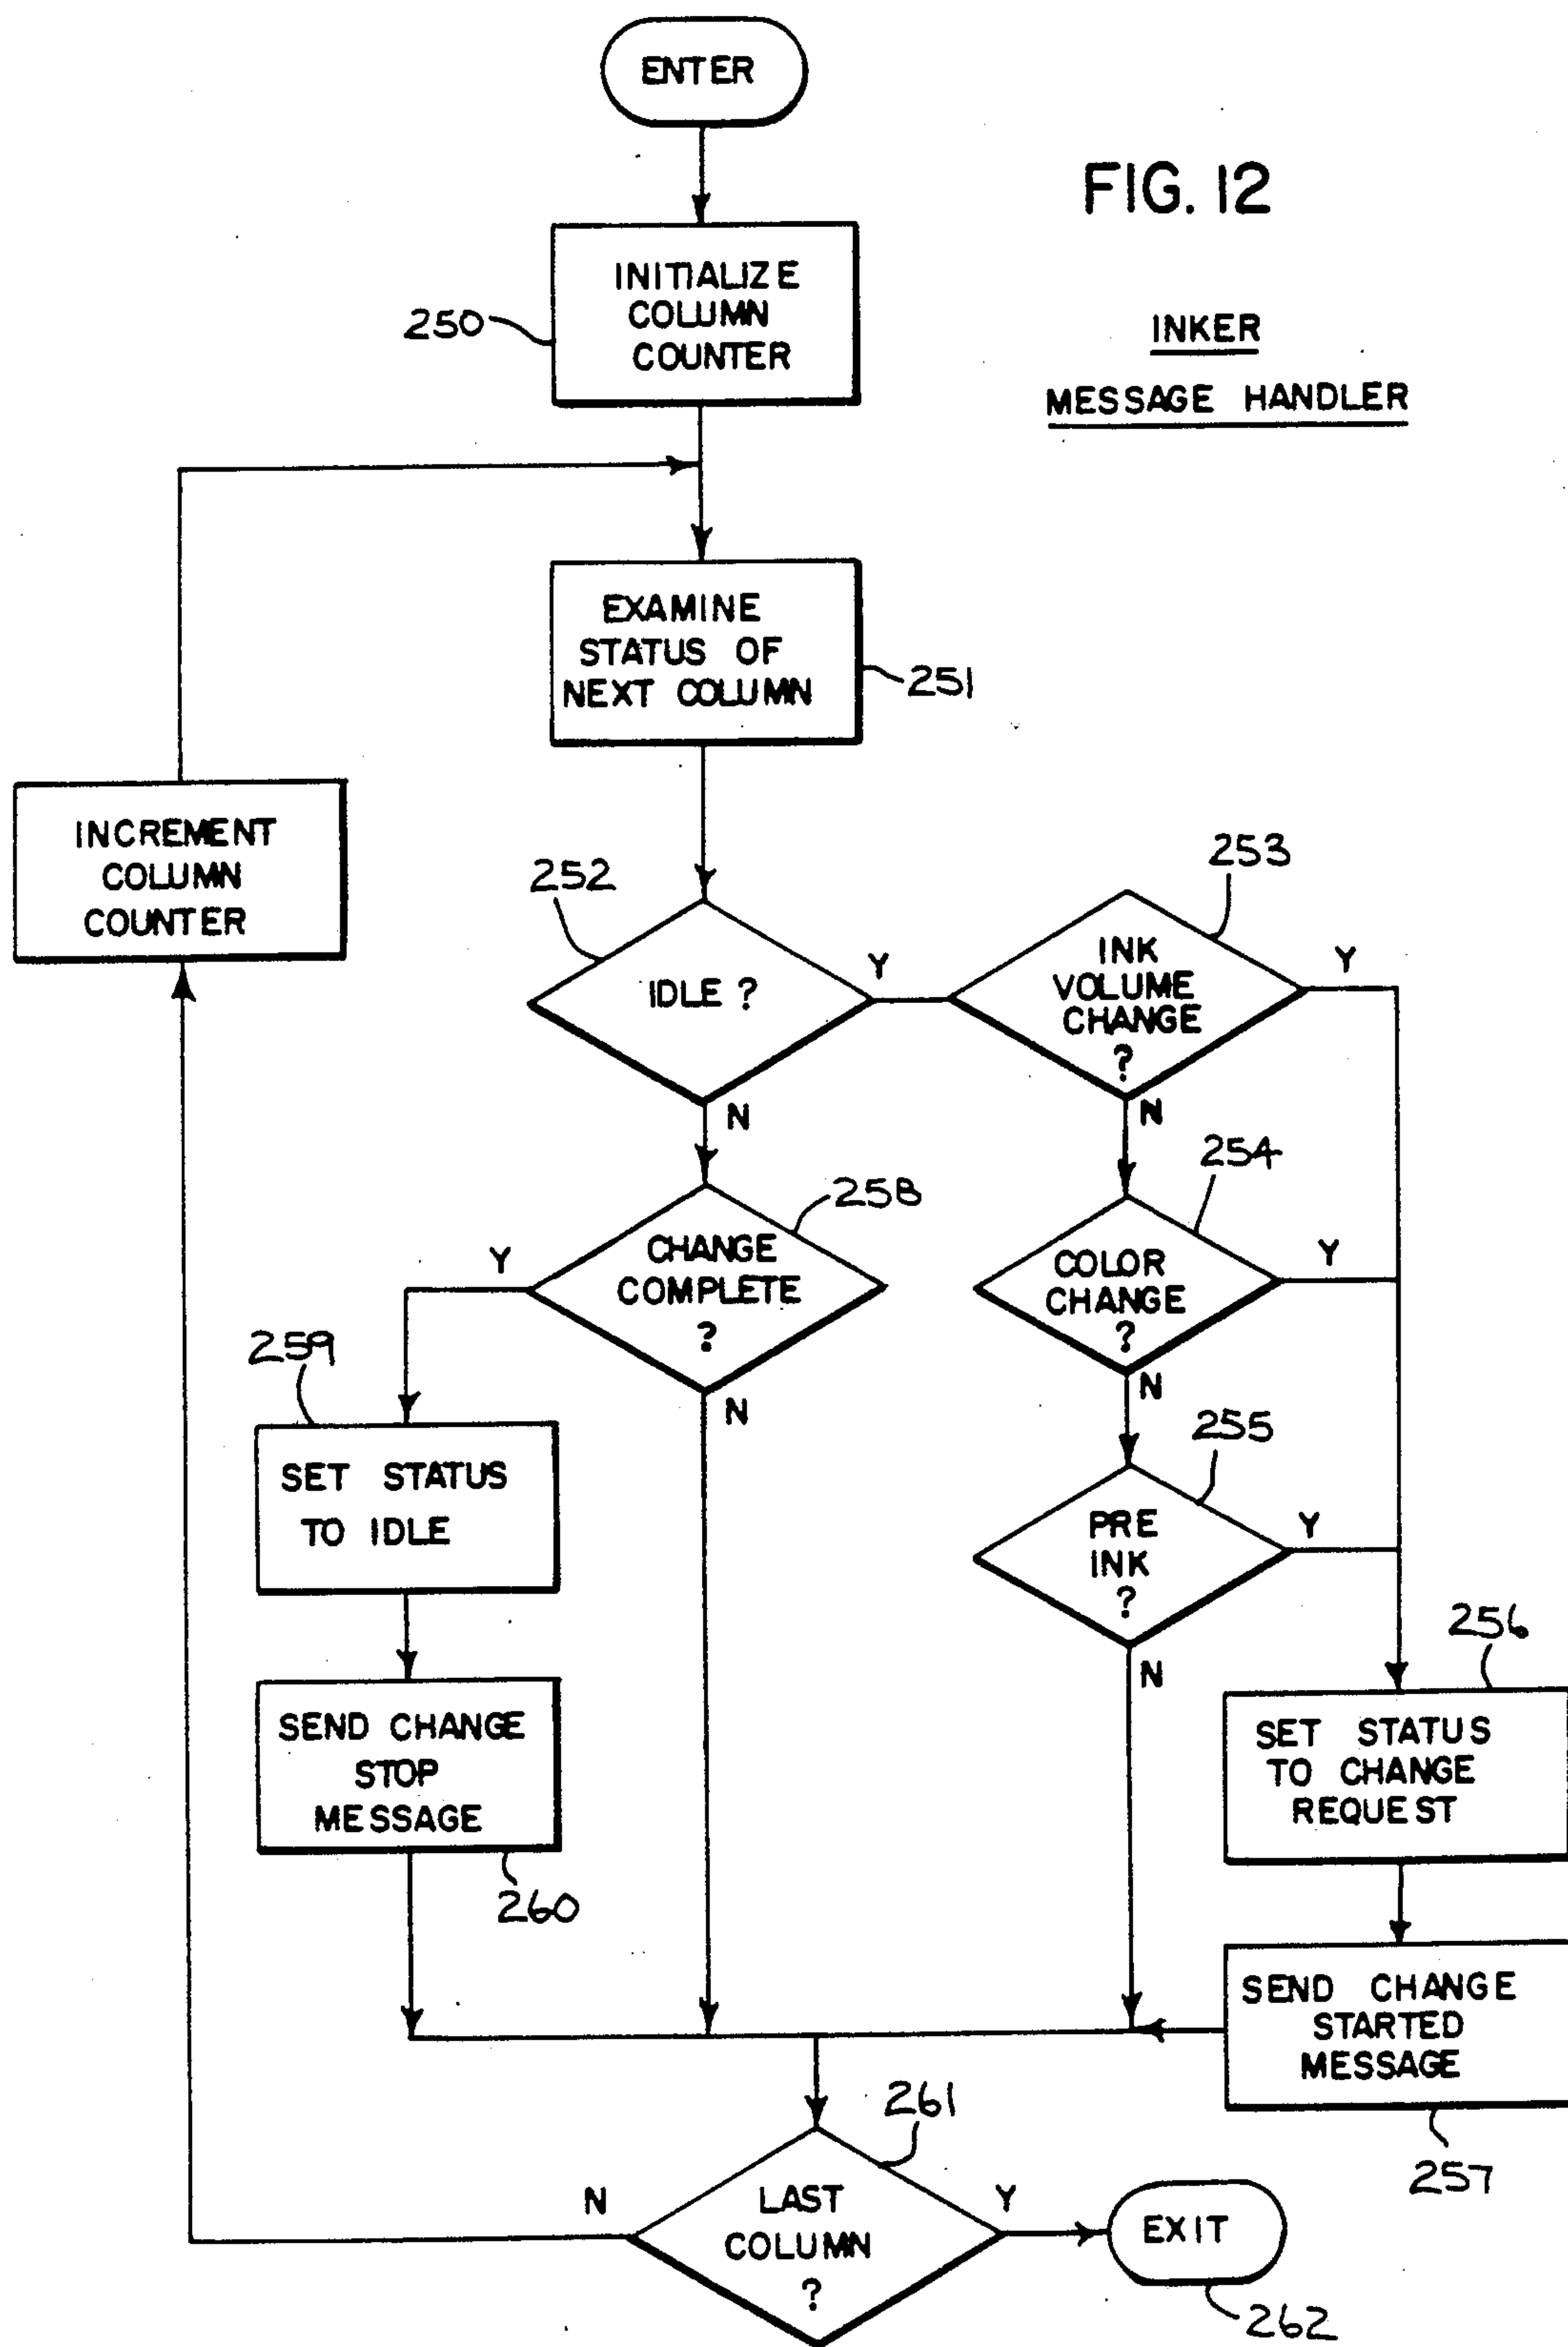 ENTER
FIG. 12
INITIALIZE
COLUMN
COUNTER
250
INKER
MESSAGE HANDLER
EXAMINE
STATUS OF
NEXT COLUMN
251
INCREMENT
COLUMN
COUNTER
252
IDLE ?
Y
N
253
INK
VOLUME
CHANGE
?
Y
N
258
CHANGE
COMPLETE
?
Y
N
254
COLOR
CHANGE
?
Y
N
259
SET STATUS
TO IDLE
255
PRE
INK
?
Y
N
SEND CHANGE
STOP
MESSAGE
260
256
SET STATUS
TO CHANGE
REQUEST
SEND CHANGE
STARTED
MESSAGE
257
261
LAST
COLUMN
?
N
Y
EXIT
262